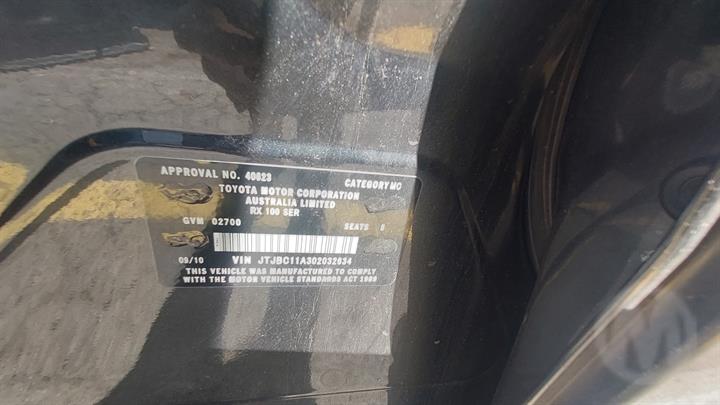 APPROVAL NO. 40623 CATEGORY MC
TOYOTA MOTOR CORPORATION
AUSTRALIA LIMITED
RX 100 SER
GVM 02700 SEATS 5
09/10 VIN JTJBC11A302032634
THIS VEHICLE WAS MANUFACTURED TO COMPLY
WITH THE MOTOR VEHICLE STANDARDS ACT 1989
M